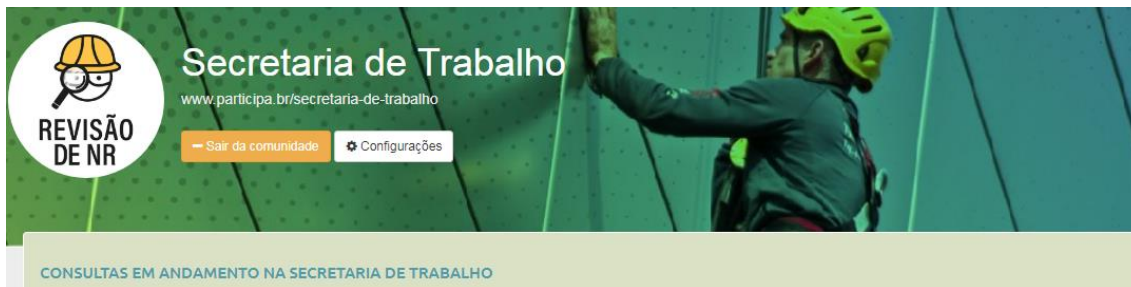 REVISÃO
DE NR
Secretaria de Trabalho
www.participa.br/secretaria-de-trabalho
Sair da comunidade
Configurações
CONSULTAS EM ANDAMENTO NA SECRETARIA DE TRABALHO